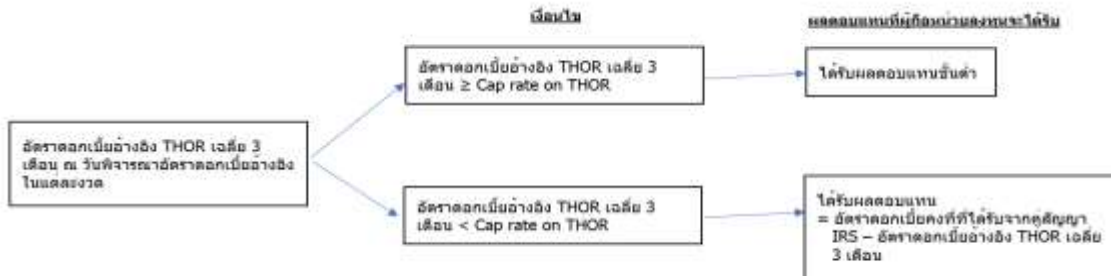 เงื่อนไข
ผลตอบแทนที่ผู้ถือหน่วยลงทุนจะได้รับ
อัตราดอกเบี้ยอ้างอิง THOR เฉลี่ย 3
เดือน ≥ Cap rate on THOR
ได้รับผลตอบแทนขั้นต่ำ
อัตราดอกเบี้ยอ้างอิง THOR เฉลี่ย 3
เดือน ณ วันพิจารณาอัตราดอกเบี้ยอ้างอิง
ในแต่ละงวด
อัตราดอกเบี้ยอ้างอิง THOR เฉลี่ย 3
เดือน < Cap rate on THOR
ได้รับผลตอบแทน
= อัตราดอกเบี้ยคงที่ที่ได้รับจากคู่สัญญา
IRS – อัตราดอกเบี้ยอ้างอิง THOR เฉลี่ย
3 เดือน